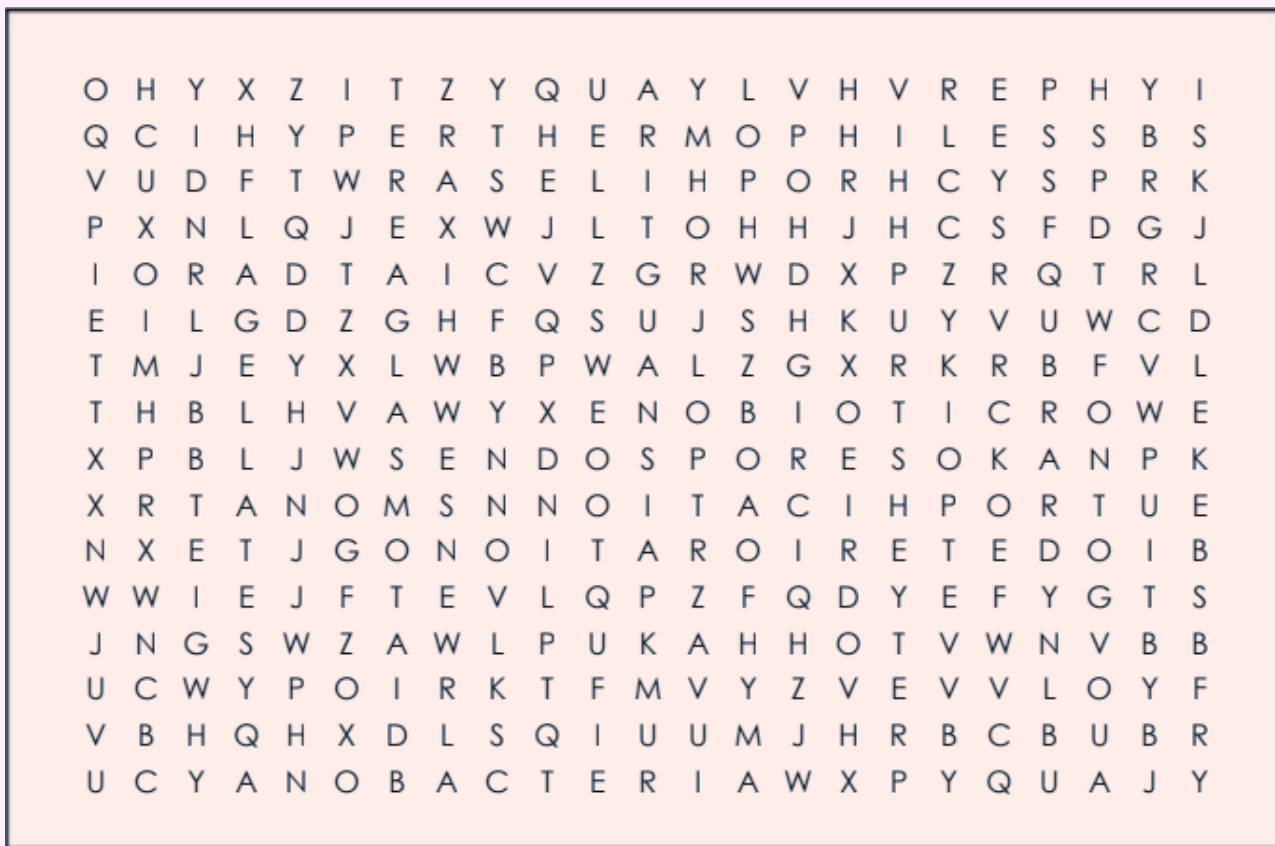 O H Y X Z I T Z Y Q U A Y L V H V R E P H Y I
Q C I H Y P E R T H E R M O P H I L E S S B S
V U D F T W R A S E L I H P O R H C Y S P R K
P X N L Q J E X W J L T O H H J H C S F D G J
I O R A D T A I C V Z G R W D X P Z R Q T R L
E I L G D Z G H F Q S U J S H K U Y V U W C D
T M J E Y X L W B P W A L Z G X R K R B F V L
T H B L H V A W Y X E N O B I O T I C R O W E
X P B L J W S E N D O S P O R E S O K A N P K
X R T A N O M S N N O I T A C I H P O R T U E
N X E T J G O N O I T A R O I R E T E D O I B
W W I E J F T E V L Q P Z F Q D Y E F Y G T S
J N G S W Z A W L P U K A H H O T V W N V B B
U C W Y P O I R K T F M V Y Z V E V V L O Y F
V B H Q H X D L S Q I U U M J H R B C B U B R
U C Y A N O B A C T E R I A W X P Y Q U A J Y